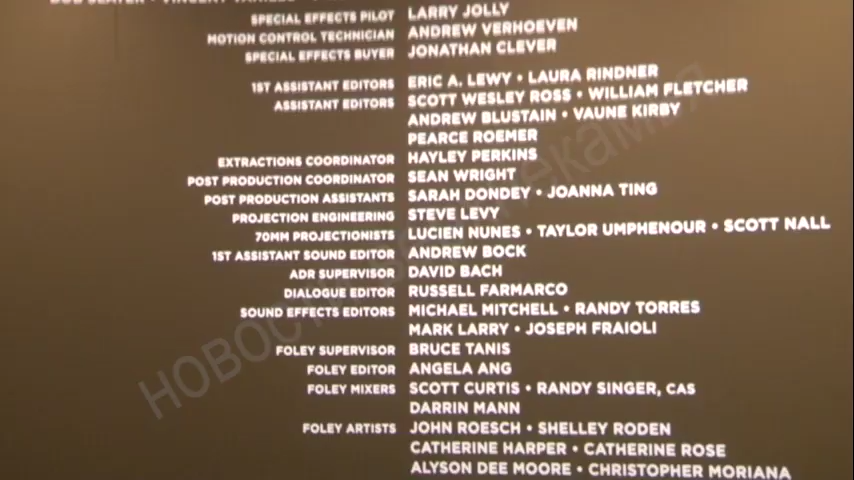 SPECIAL EFFECTS PILOT LARRY JOLLY
MOTION CONTROL TECHNICIAN ANDREW VERHOEVEN
SPECIAL EFFECTS BUYER JONATHAN CLEVER
1ST ASSISTANT EDITORS ERIC A. LEWY • LAURA RINDNER
ASSISTANT EDITORS SCOTT WESLEY ROSS • WILLIAM FLETCHER
ANDREW BLUSTAIN • VAUNE KIRBY
PEARCE ROEMER
EXTRACTIONS COORDINATOR HAYLEY PERKINS
POST PRODUCTION COORDINATOR SEAN WRIGHT
POST PRODUCTION ASSISTANTS SARAH DONDEY • JOANNA TING
PROJECTION ENGINEERING STEVE LEVY
70MM PROJECTIONISTS LUCIEN NUNES • TAYLOR UMPHENOUR • SCOTT NALL
1ST ASSISTANT SOUND EDITOR ANDREW BOCK
ADR SUPERVISOR DAVID BACH
DIALOGUE EDITOR RUSSELL FARMARCO
SOUND EFFECTS EDITORS MICHAEL MITCHELL • RANDY TORRES
MARK LARRY • JOSEPH FRAIOLI
FOLEY SUPERVISOR BRUCE TANIS
FOLEY EDITOR ANGELA ANG
FOLEY MIXERS SCOTT CURTIS • RANDY SINGER, CAS
DARRIN MANN
FOLEY ARTISTS JOHN ROESCH • SHELLEY RODEN
CATHERINE HARPER • CATHERINE ROSE
ALYSON DEE MOORE • CHRISTOPHER MORIANA